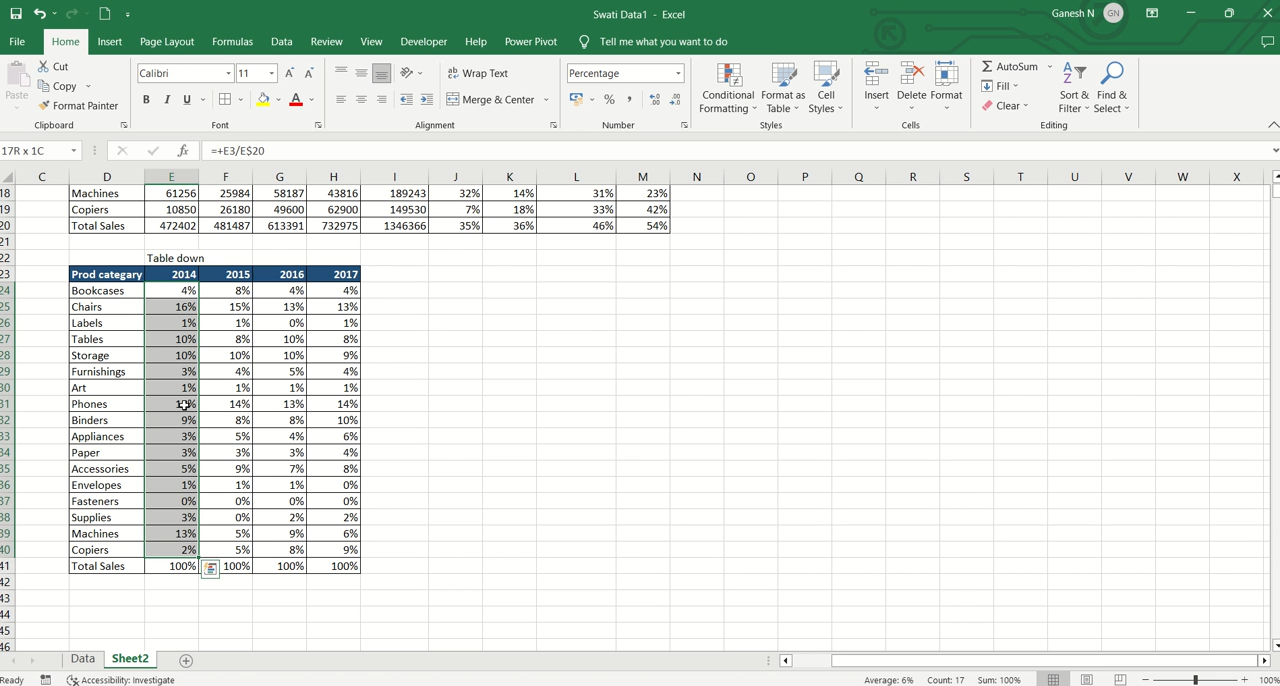 Swati Data1 - Excel
Ganesh N GN
File Home Insert Page Layout Formulas Data Review View Developer Help Power Pivot Tell me what you want to do
Paste
Cut
Copy
Format Painter
Clipboard
Calibri 11
B I U
Font
Wrap Text
Merge & Center
Alignment
Percentage
% ,
Number
Conditional Formatting
Format as Table
Cell Styles
Styles
Insert Delete Format
Cells
AutoSum
Fill
Clear
Sort & Filter
Find & Select
Editing
17R x 1C fx =+E3/E$20
C D E F G H I J K L M N O P Q R S T U V W X
18 Machines 61256 25984 58187 43816 189243 32% 14% 31% 23%
19 Copiers 10850 26180 49600 62900 149530 7% 18% 33% 42%
20 Total Sales 472402 481487 613391 732975 1346366 35% 36% 46% 54%
21
22 Table down
23 Prod category 2014 2015 2016 2017
24 Bookcases 4% 8% 4% 4%
25 Chairs 16% 15% 13% 13%
26 Labels 1% 1% 0% 1%
27 Tables 10% 8% 10% 8%
28 Storage 10% 10% 10% 9%
29 Furnishings 3% 4% 5% 4%
30 Art 1% 1% 1% 1%
31 Phones 14% 13% 14%
32 Binders 9% 8% 8% 10%
33 Appliances 3% 5% 4% 6%
34 Paper 3% 3% 3% 4%
35 Accessories 5% 9% 7% 8%
36 Envelopes 1% 1% 1% 0%
37 Fasteners 0% 0% 0% 0%
38 Supplies 3% 0% 2% 2%
39 Machines 13% 5% 9% 6%
40 Copiers 2% 5% 8% 9%
41 Total Sales 100% 100% 100% 100%
42
43
44
45
46
Data Sheet2
Ready Accessibility: Investigate Average: 6% Count: 17 Sum: 100% 100%